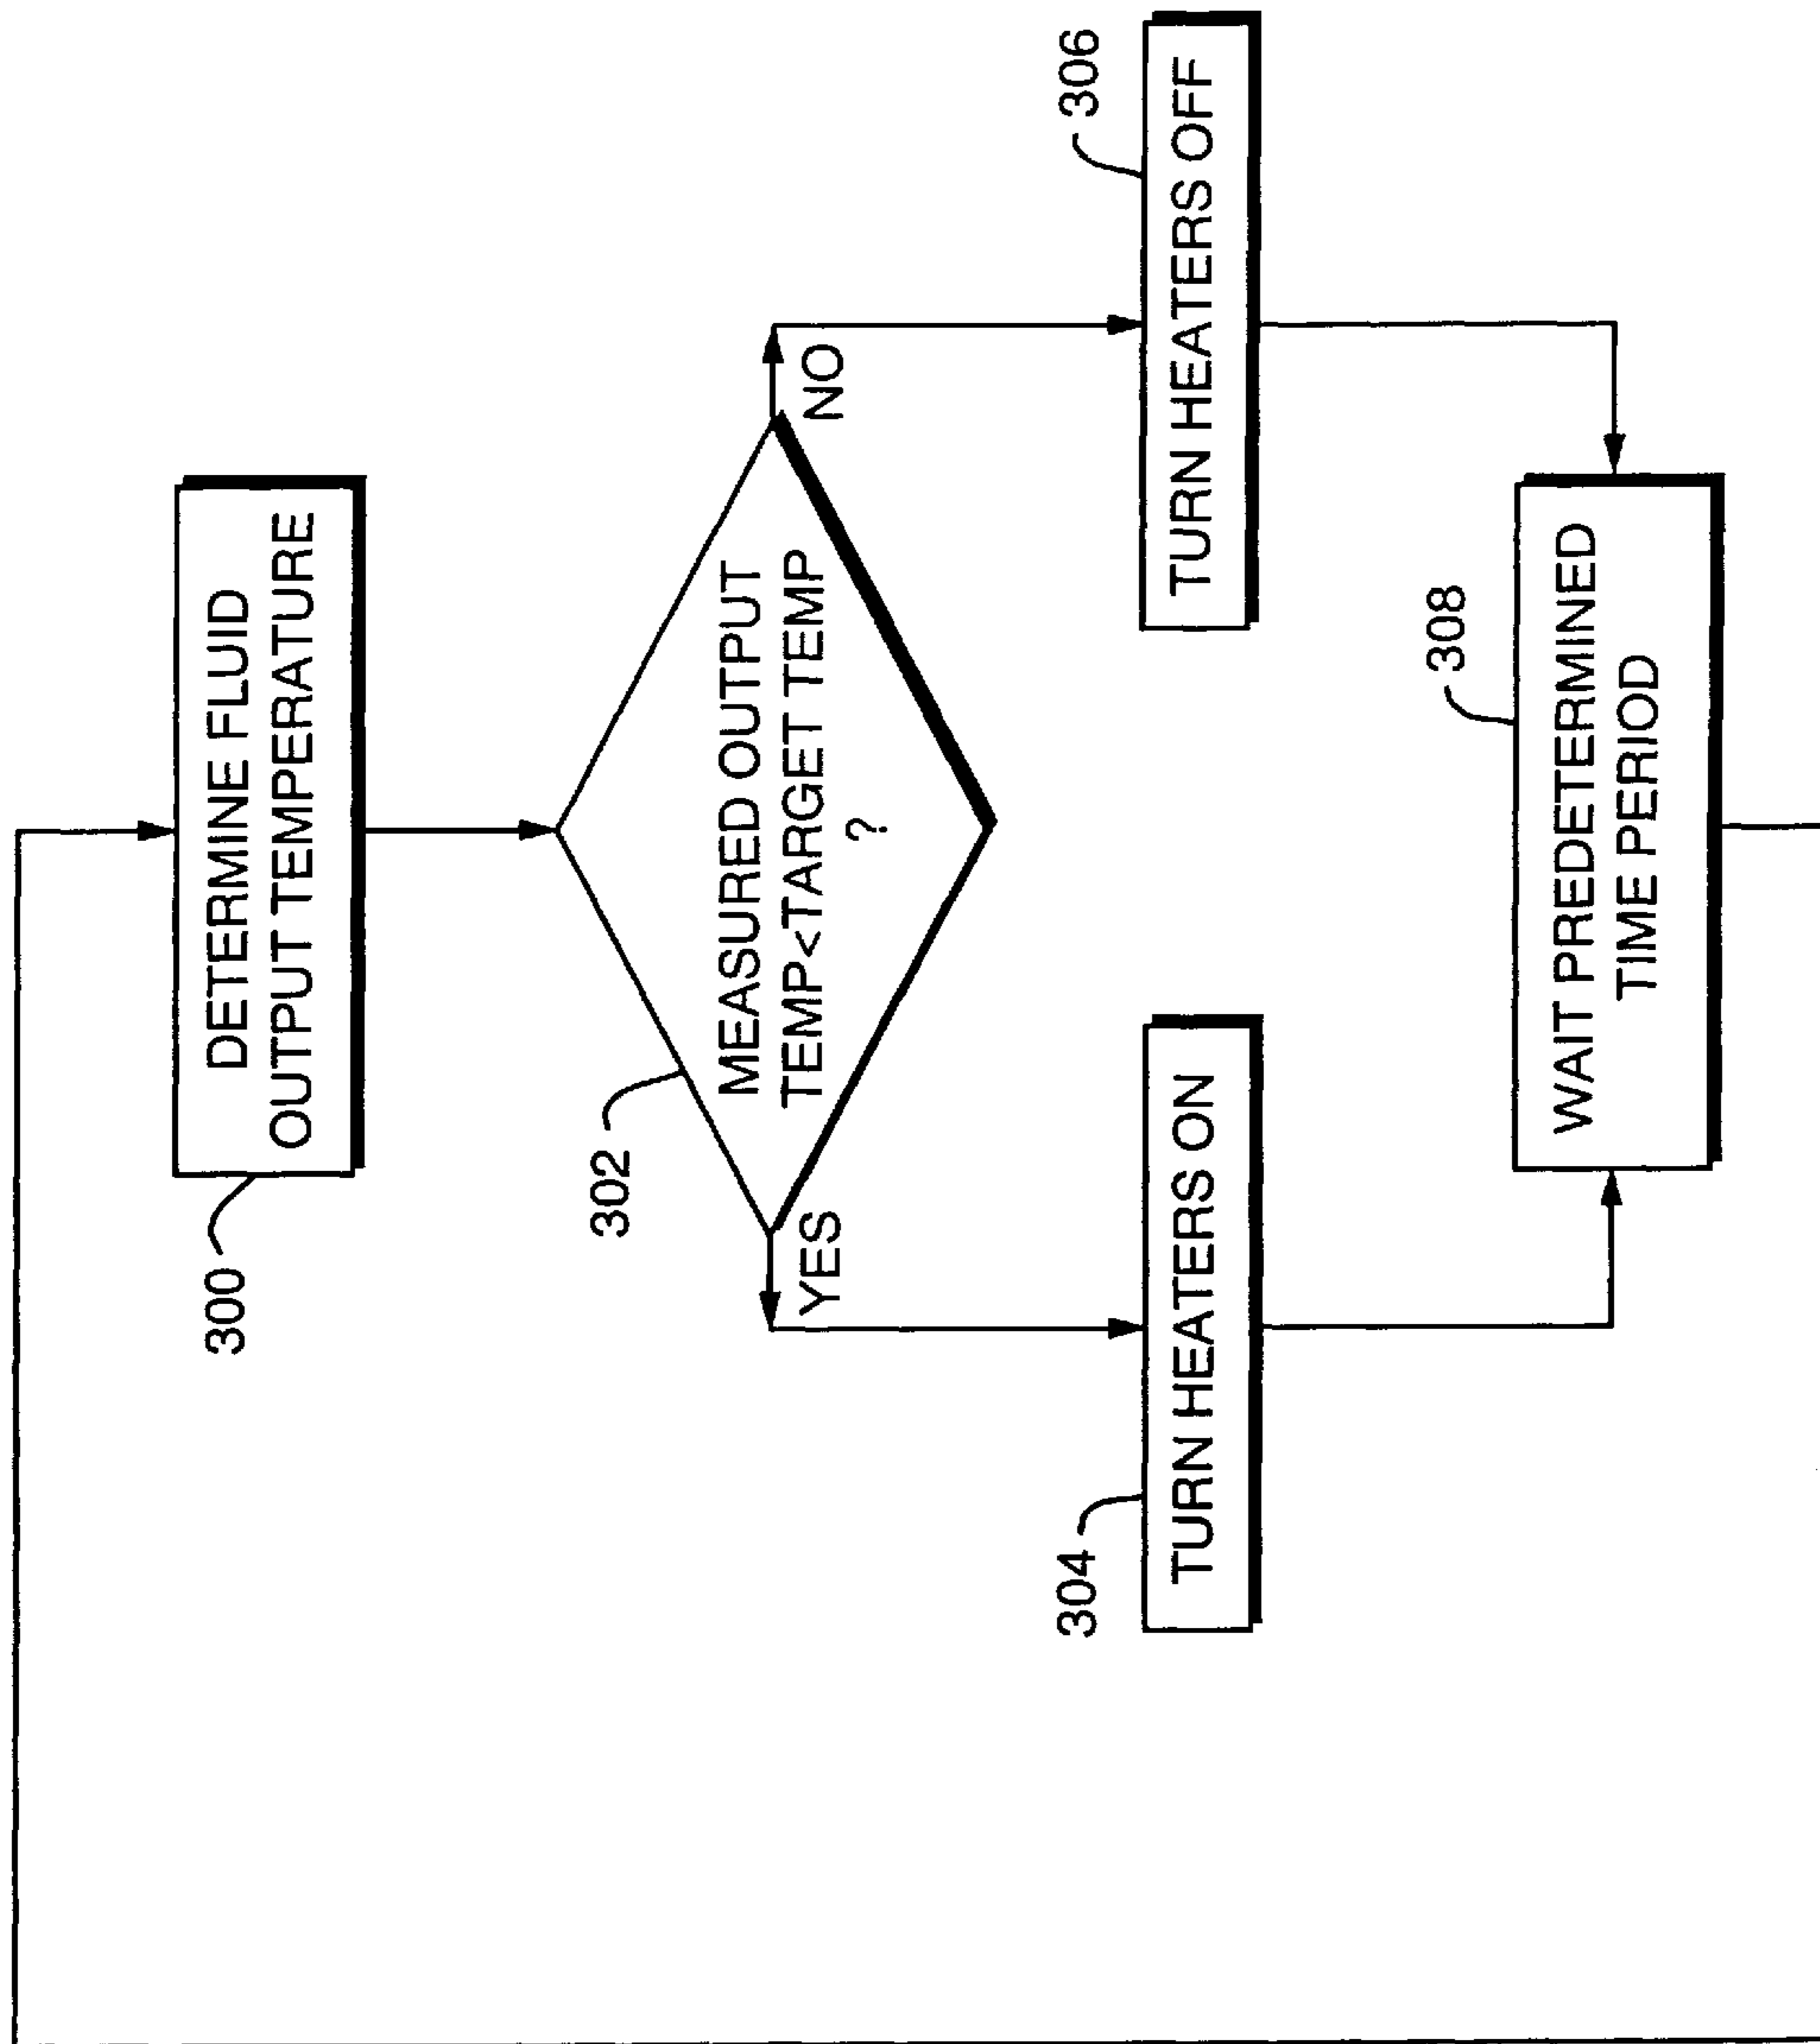 300
DETERMINE FLUID
OUTPUT TEMPERATURE
302
MEASURED OUTPUT
TEMP<TARGET TEMP
?
YES
NO
304
TURN HEATERS ON
306
TURN HEATERS OFF
308
WAIT PREDETERMINED
TIME PERIOD